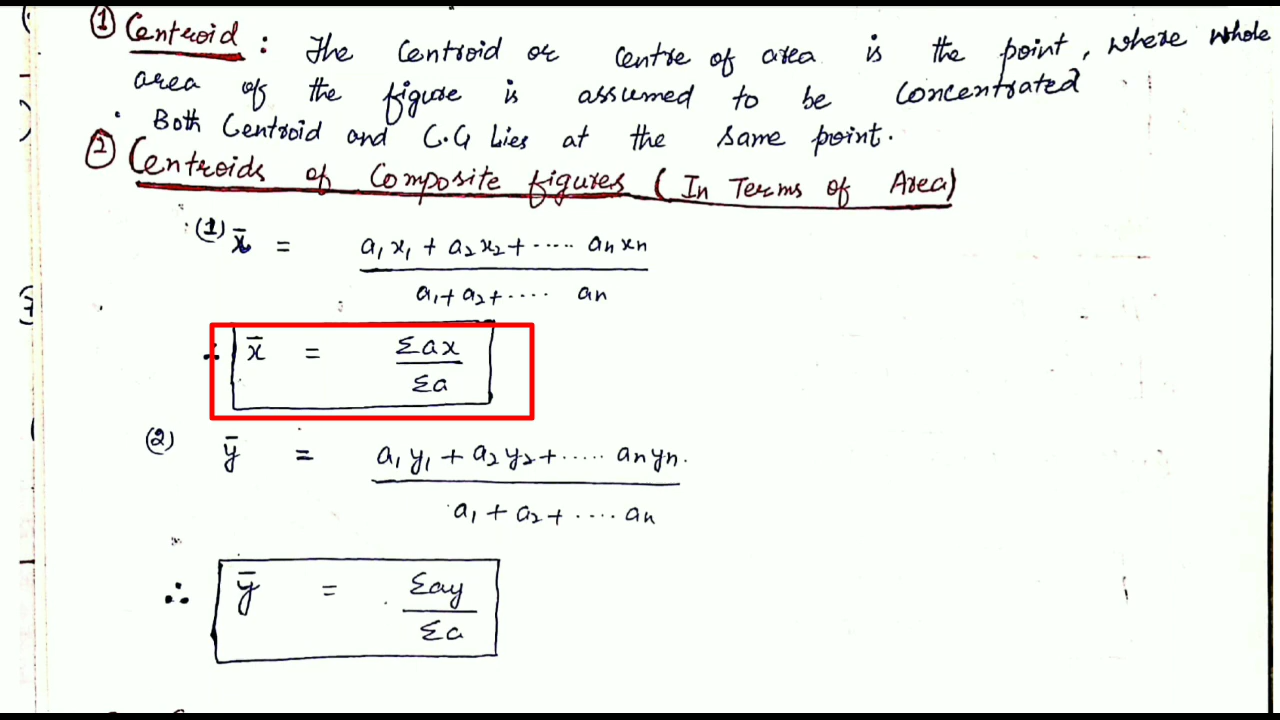 ① Centroid : The Centroid or centre of area is the point, where whole
area of the figure is assumed to be concentrated
· Both Centroid and C.G Lies at the same point.
② Centroids of Composite figures (In Terms of Area)
(1) x̄ = a₁x₁ + a₂x₂ + ..... anxn
a₁ + a₂ + .... an
∴ x̄ = Σax
Σa
(2) ȳ = a₁y₁ + a₂y₂ + ..... anyn.
a₁ + a₂ + .... an
∴ ȳ = Σay
Σa